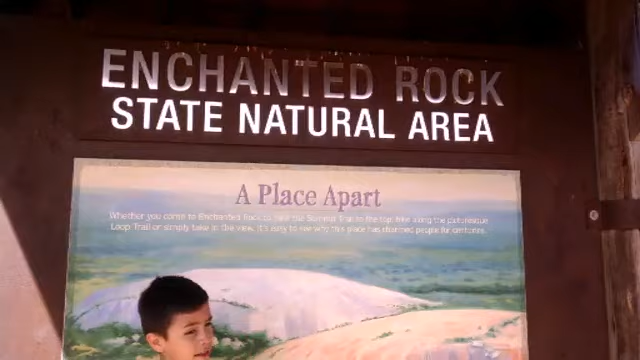 ENCHANTED ROCK
STATE NATURAL AREA
A Place Apart
Whether you come to Enchanted Rock to hike the Summit Trail to the top, hike along the picturesque
Loop Trail or simply take in the view, it's easy to see why this place has charmed people for centuries.